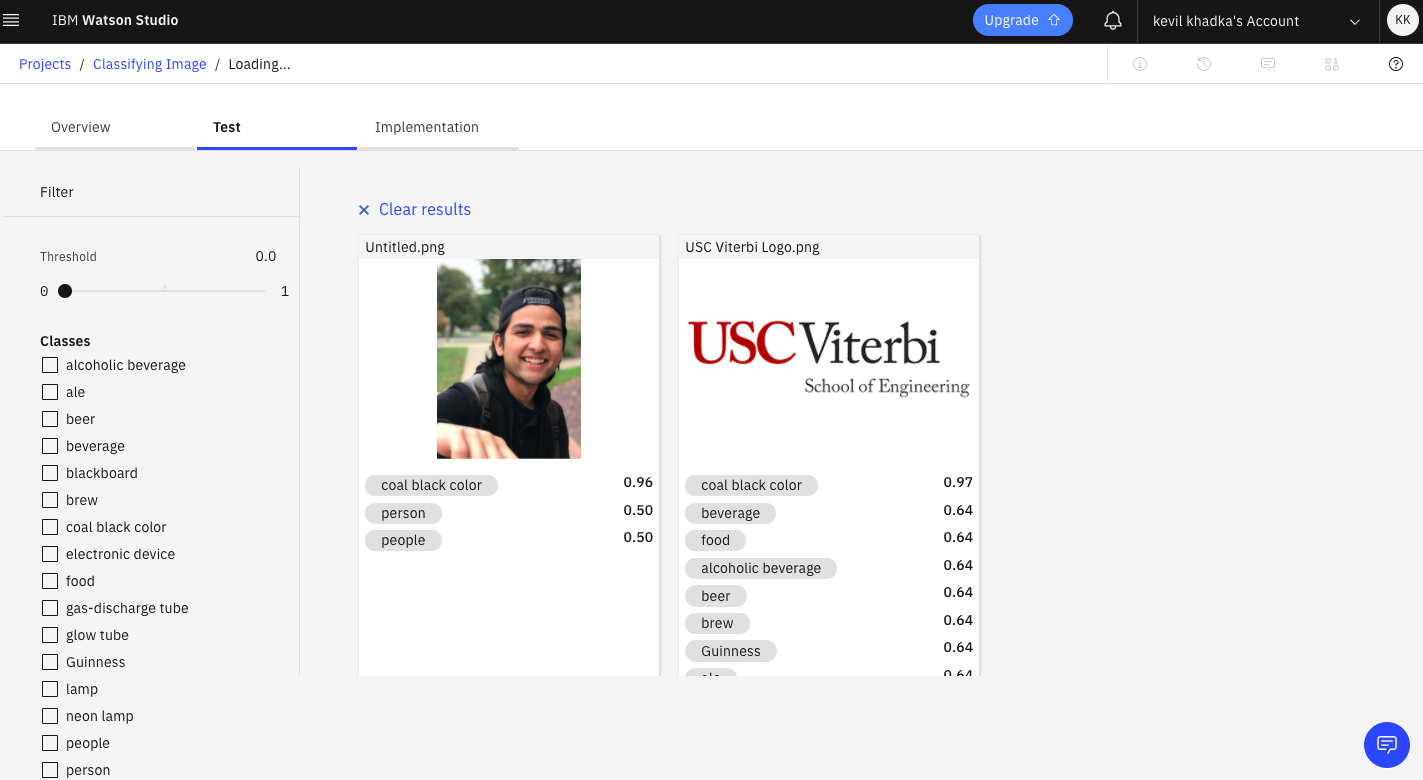 IBM Watson Studio
Upgrade
kevil khadka's Account
KK
Projects / Classifying Image / Loading...
Overview
Test
Implementation
Filter
Threshold 0.0
0 1
Classes
alcoholic beverage
ale
beer
beverage
blackboard
brew
coal black color
electronic device
food
gas-discharge tube
glow tube
Guinness
lamp
neon lamp
people
person
Clear results
Untitled.png
coal black color 0.96
person 0.50
people 0.50
USC Viterbi Logo.png
USC Viterbi
School of Engineering
coal black color 0.97
beverage 0.64
food 0.64
alcoholic beverage 0.64
beer 0.64
brew 0.64
Guinness 0.64
ale 0.64